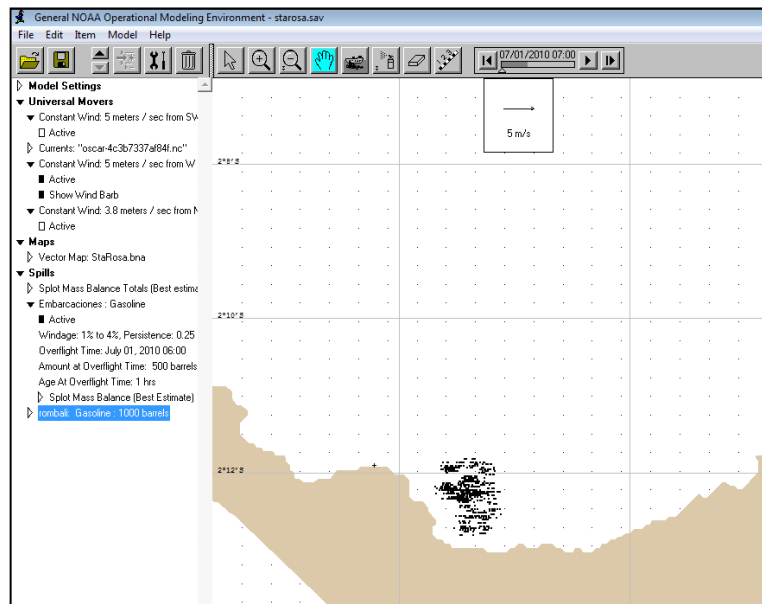 General NOAA Operational Modeling Environment - starosa.sav
File Edit Item Model Help
07/01/2010 07:00
Model Settings
Universal Movers
Constant Wind: 5 meters / sec from SW
Active
Currents: "oscar-4c3b7337af84f.nc"
Constant Wind: 5 meters / sec from W
Active
Show Wind Barb
Constant Wind: 3.8 meters / sec from N
Active
Maps
Vector Map: StaRosa.bna
Spills
Splot Mass Balance Totals (Best estima
Embarcaciones : Gasoline
Active
Windage: 1% to 4%, Persistence: 0.25
Overflight Time: July 01, 2010 06:00
Amount at Overflight Time: 500 barrels
Age At Overflight Time: 1 hrs
Splot Mass Balance (Best Estimate)
rombak: Gasoline : 1000 barrels
5 m/s
2°8'S
2°10'S
2°12'S